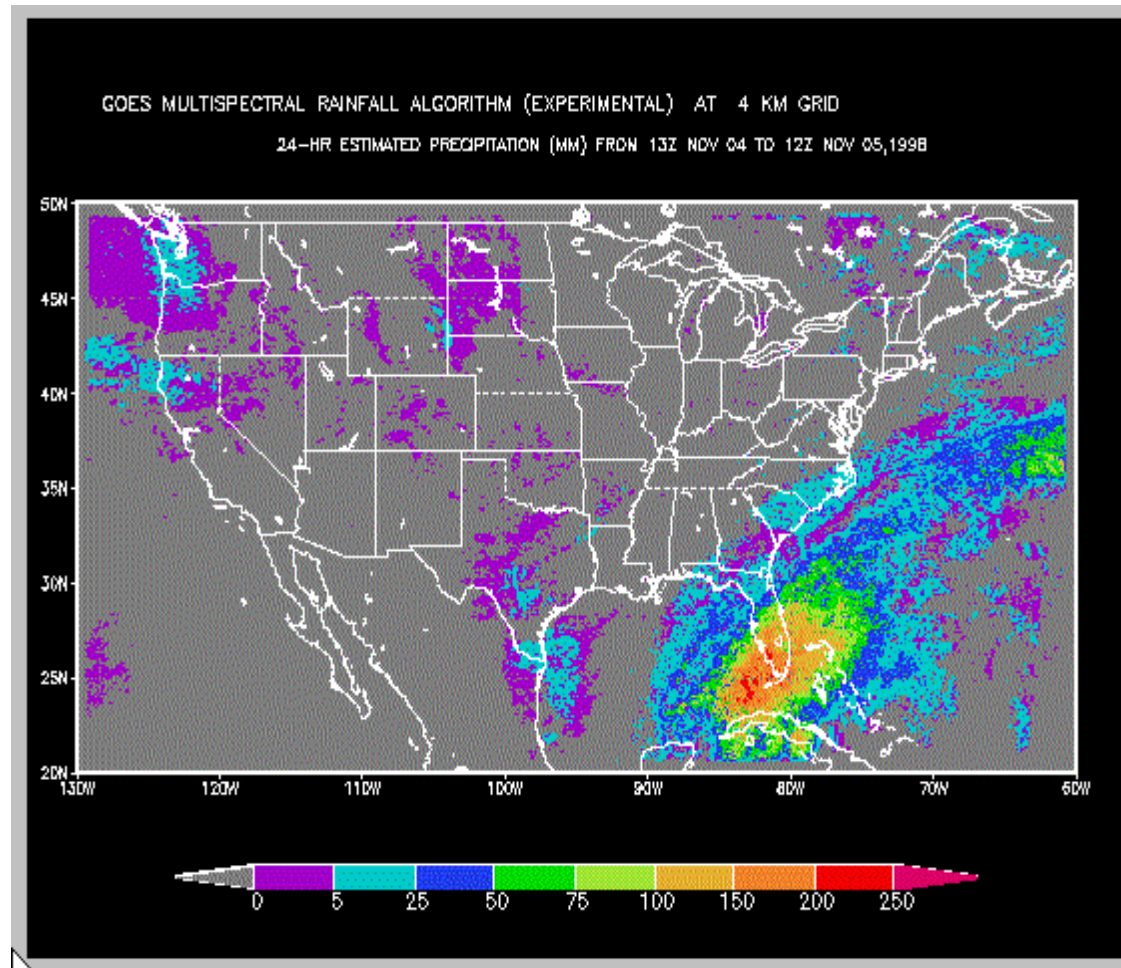 GOES MULTISPECTRAL RAINFALL ALGORITHM (EXPERIMENTAL) AT 4 KM GRID
24-HR ESTIMATED PRECIPITATION (MM) FROM 13Z NOV 04 TO 12Z NOV 05,1998
50N
45N
40N
35N
30N
25N
20N
130W 120W 110W 100W 90W 80W 70W 60W
0 5 25 50 75 100 150 200 250